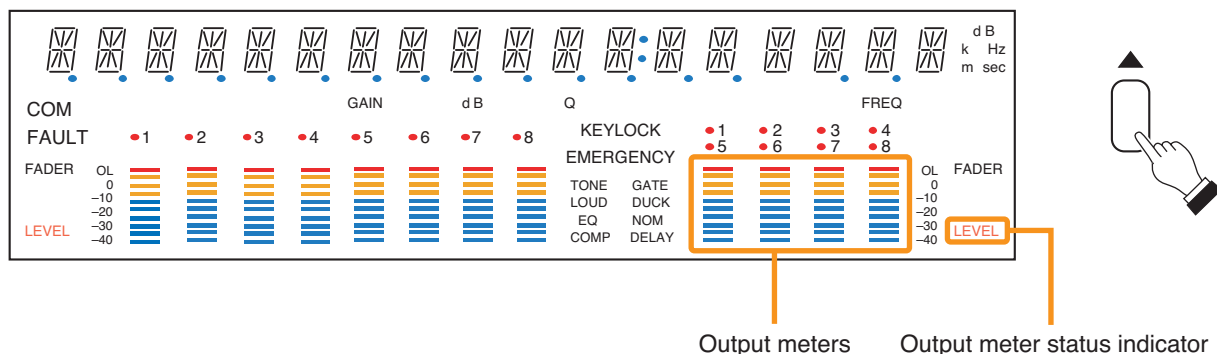 d B
k Hz
m sec
COM GAIN d B Q FREQ
FAULT 1 2 3 4 5 6 7 8 KEYLOCK 1 2 3 4
EMERGENCY 5 6 7 8
FADER OL OL FADER
0 TONE GATE 0
–10 LOUD DUCK –10
–20 EQ NOM –20
LEVEL –30 COMP DELAY –30 LEVEL
–40 –40
Output meters Output meter status indicator